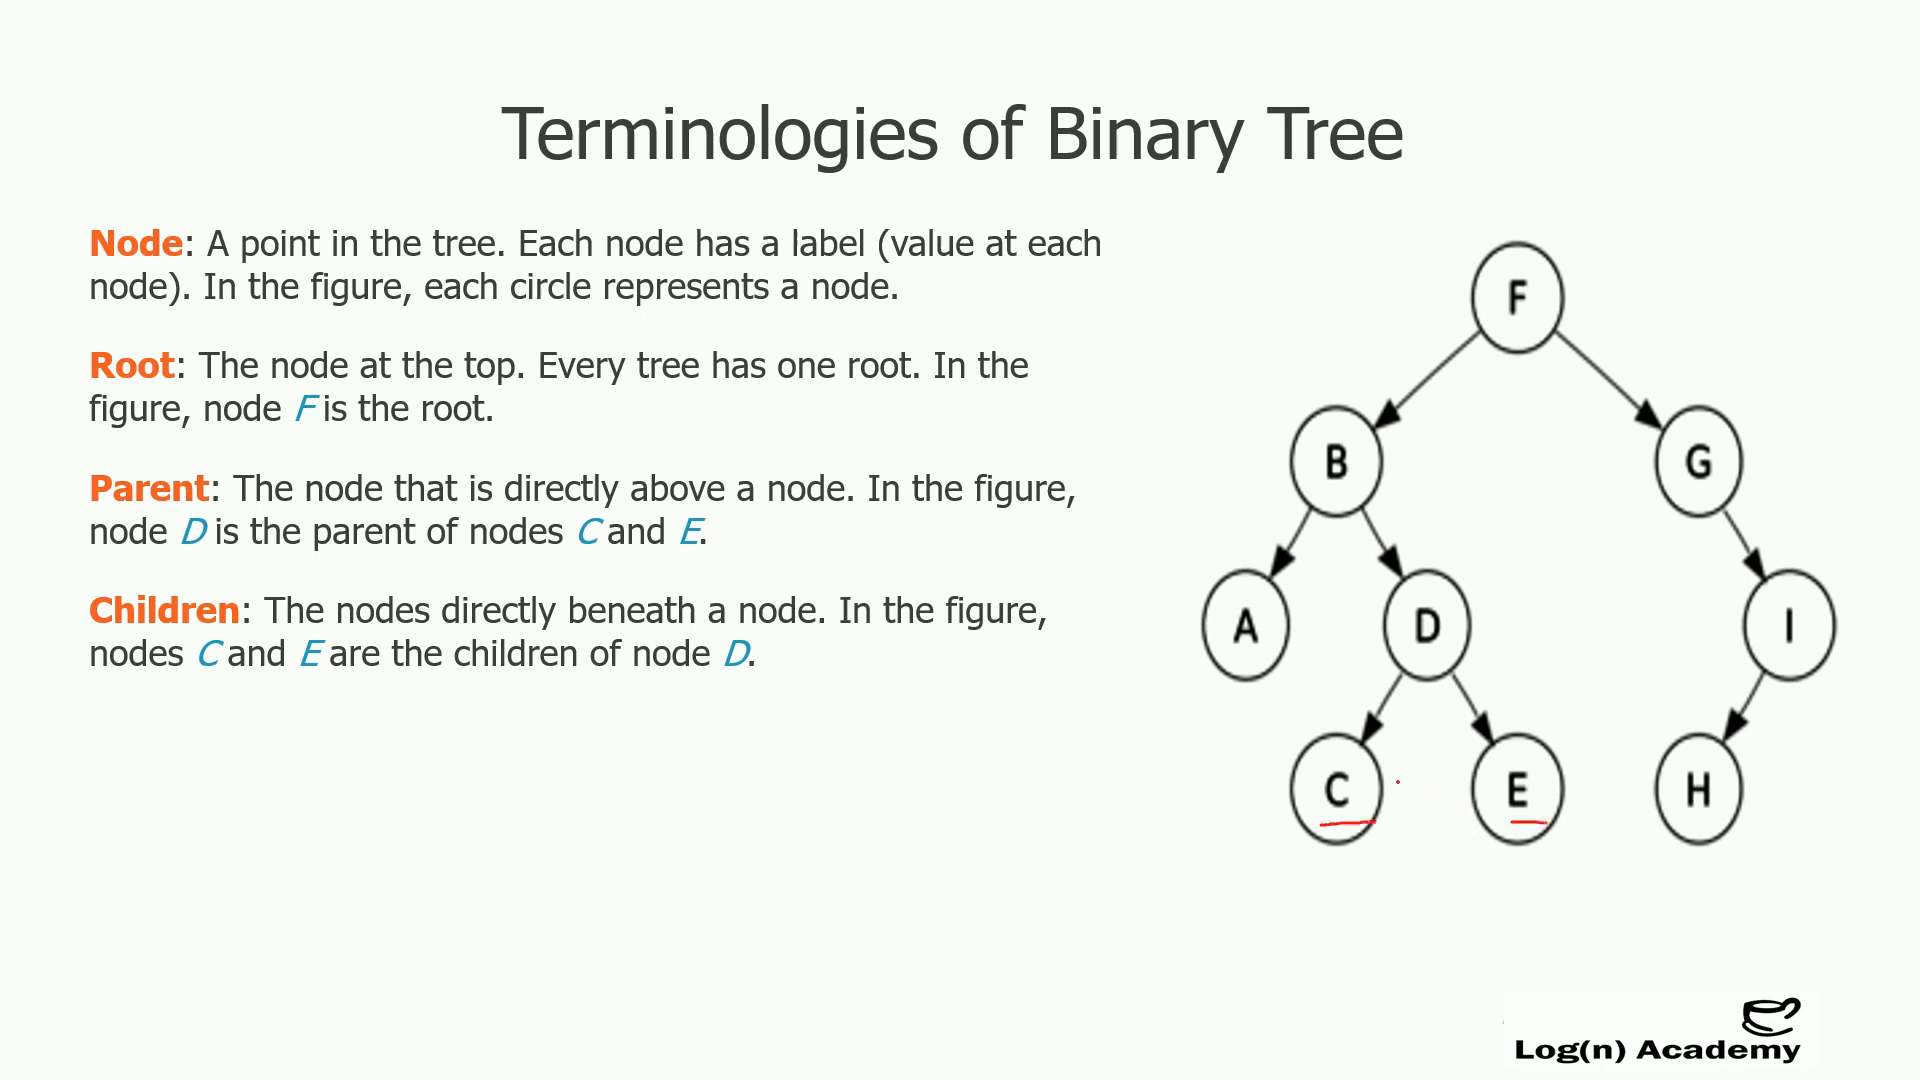 Terminologies of Binary Tree
Node: A point in the tree. Each node has a label (value at each
node). In the figure, each circle represents a node.
Root: The node at the top. Every tree has one root. In the
figure, node F is the root.
Parent: The node that is directly above a node. In the figure,
node D is the parent of nodes C and E.
Children: The nodes directly beneath a node. In the figure,
nodes C and E are the children of node D.
F
B
G
A
D
I
C
E
H
Log(n) Academy